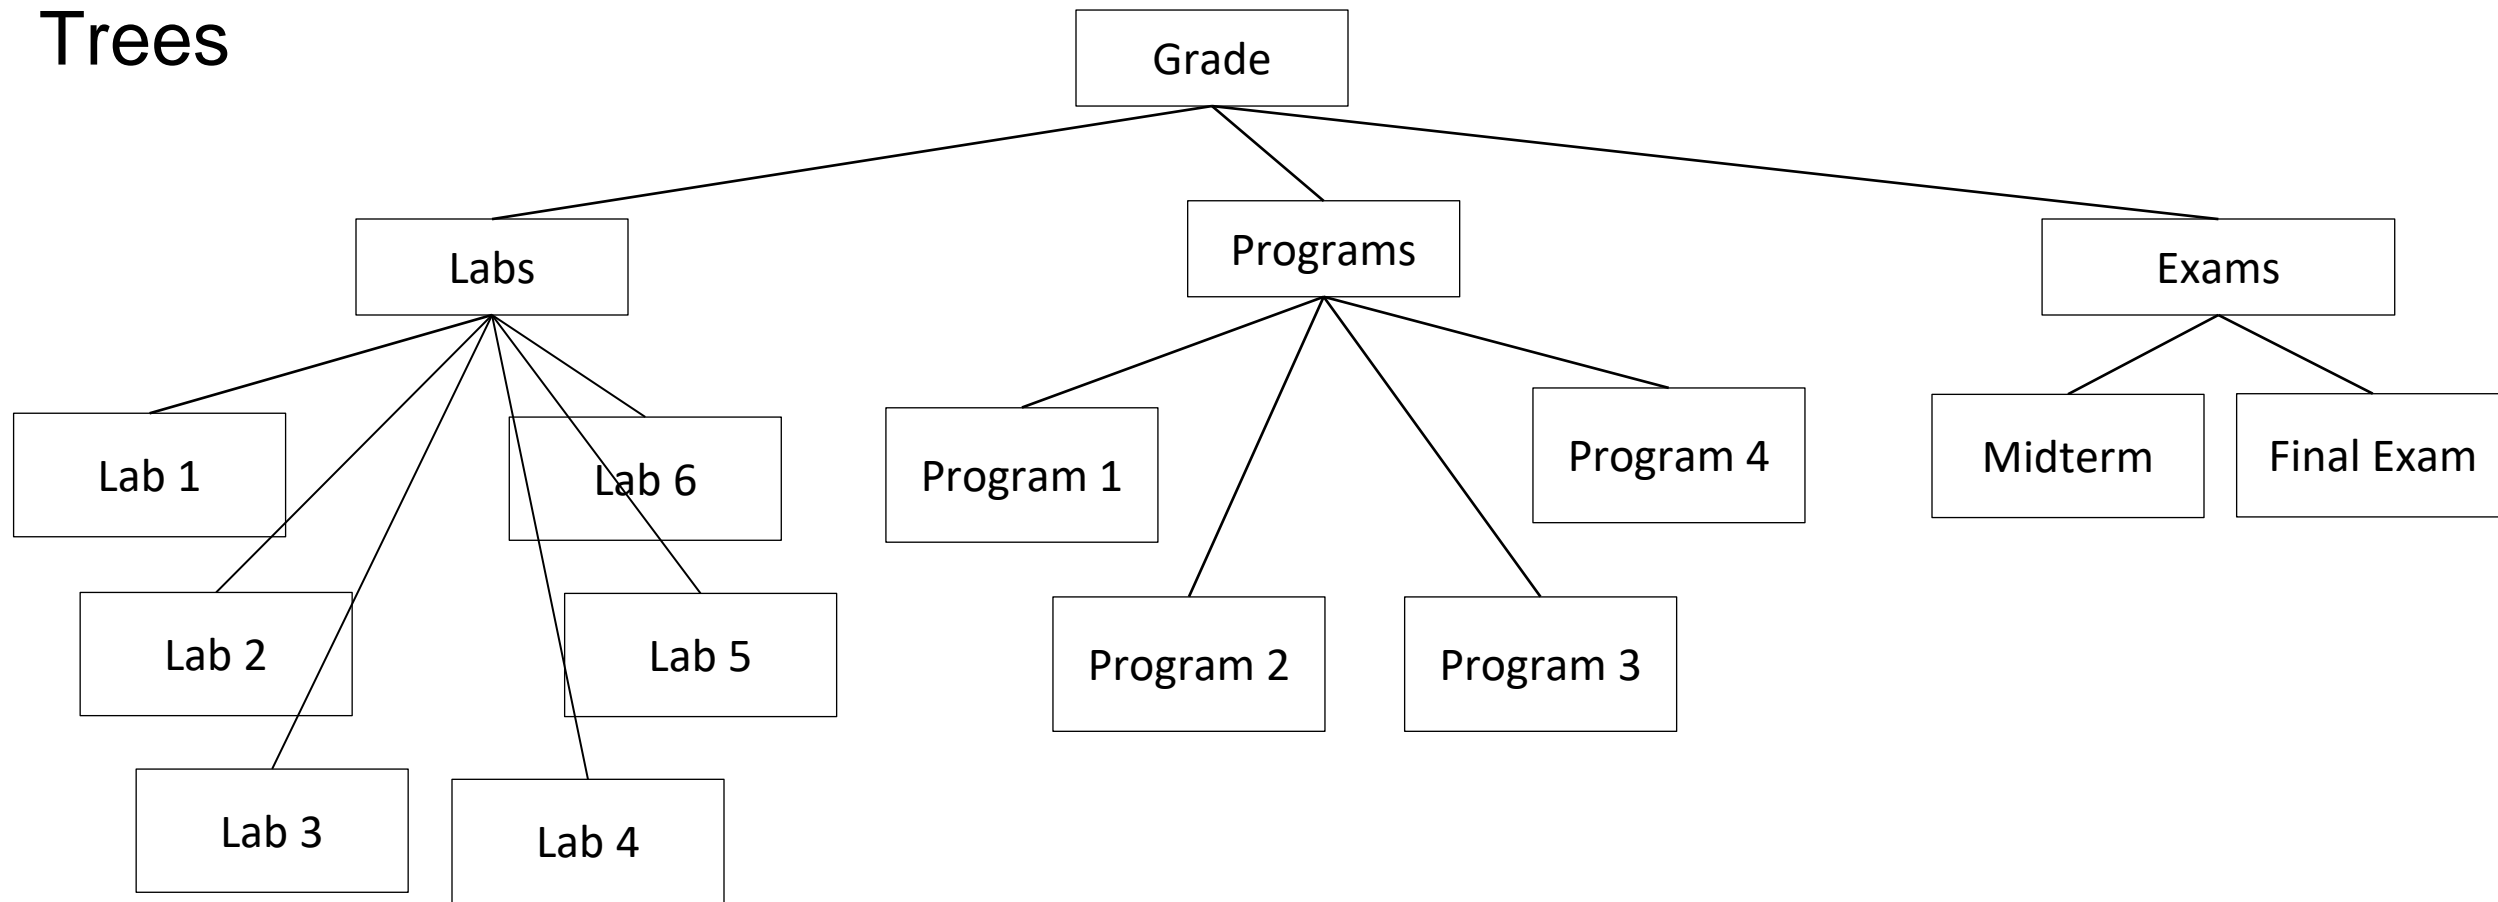 Trees
Grade
Labs
Programs
Exams
Lab 1
Lab 6
Program 1
Program 4
Midterm
Final Exam
Lab 2
Lab 5
Program 2
Program 3
Lab 3
Lab 4